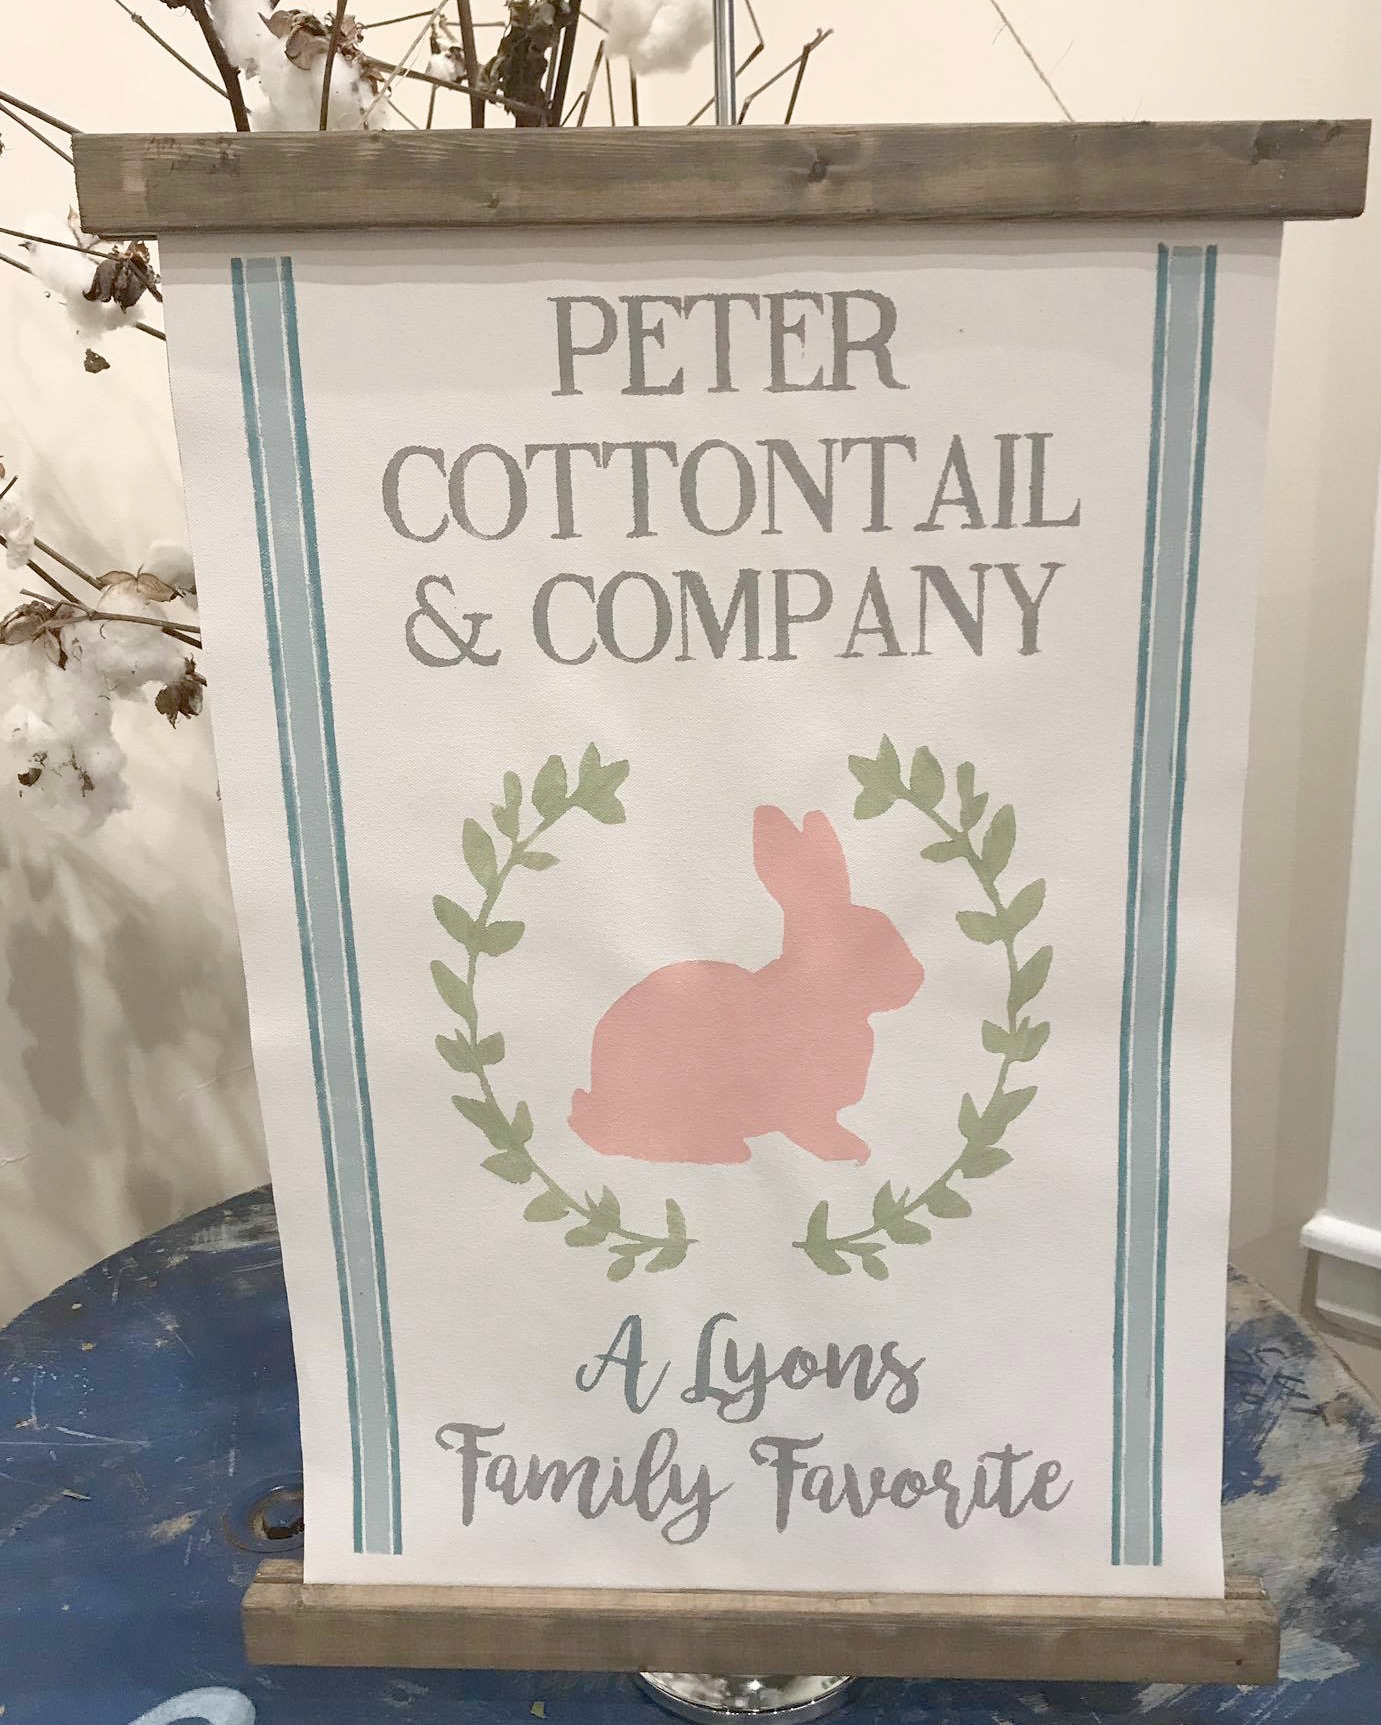 PETER
COTTONTAIL
& COMPANY
A Lyons
Family Favorite